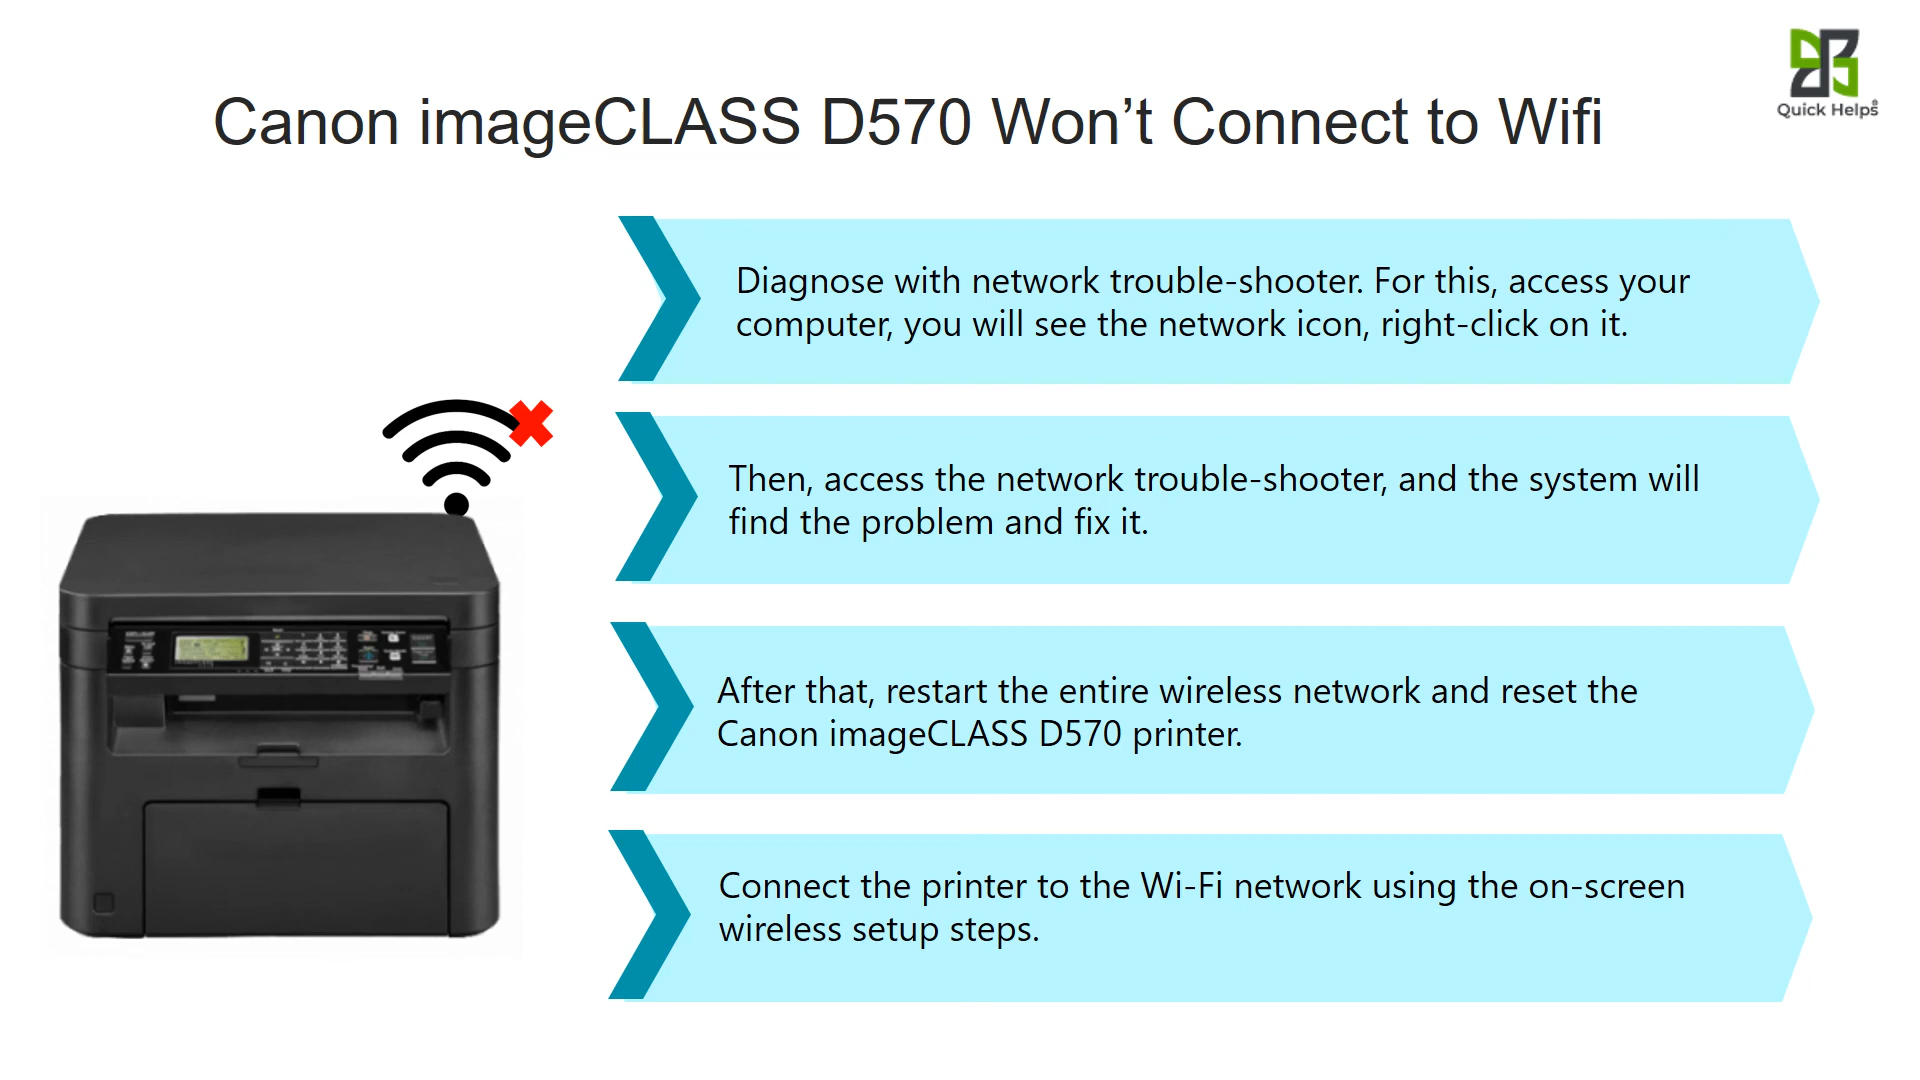 Quick Helps
Canon imageCLASS D570 Won’t Connect to Wifi
Diagnose with network trouble-shooter. For this, access your
computer, you will see the network icon, right-click on it.
Then, access the network trouble-shooter, and the system will
find the problem and fix it.
After that, restart the entire wireless network and reset the
Canon imageCLASS D570 printer.
Connect the printer to the Wi-Fi network using the on-screen
wireless setup steps.